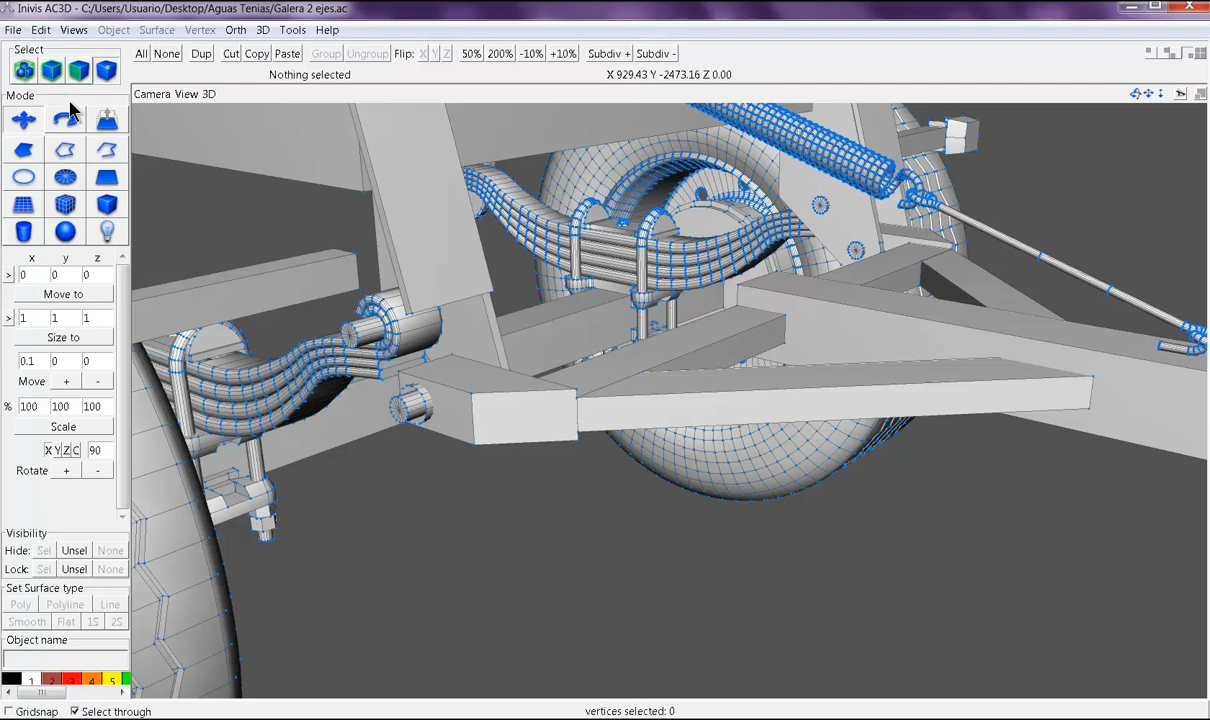 Inivis AC3D - C:/Users/Usuario/Desktop/Aguas Tenias/Galera 2 ejes.ac
File Edit Views Object Surface Vertex Orth 3D Tools Help
Select
All None Dup Cut Copy Paste Group Ungroup Flip: X Y Z 50% 200% -10% +10% Subdiv + Subdiv -
Nothing selected X 929.43 Y -2473.16 Z 0.00
Mode
Camera View 3D
x y z
> 0 0 0
Move to
> 1 1 1
Size to
0.1 0 0
Move + -
% 100 100 100
Scale
X Y Z C 90
Rotate + -
Visibility
Hide: Sel Unsel None
Lock: Sel Unsel None
Set Surface type
Poly Polyline Line
Smooth Flat 1S 2S
Object name
1 2 3 4 5
Gridsnap Select through vertices selected: 0